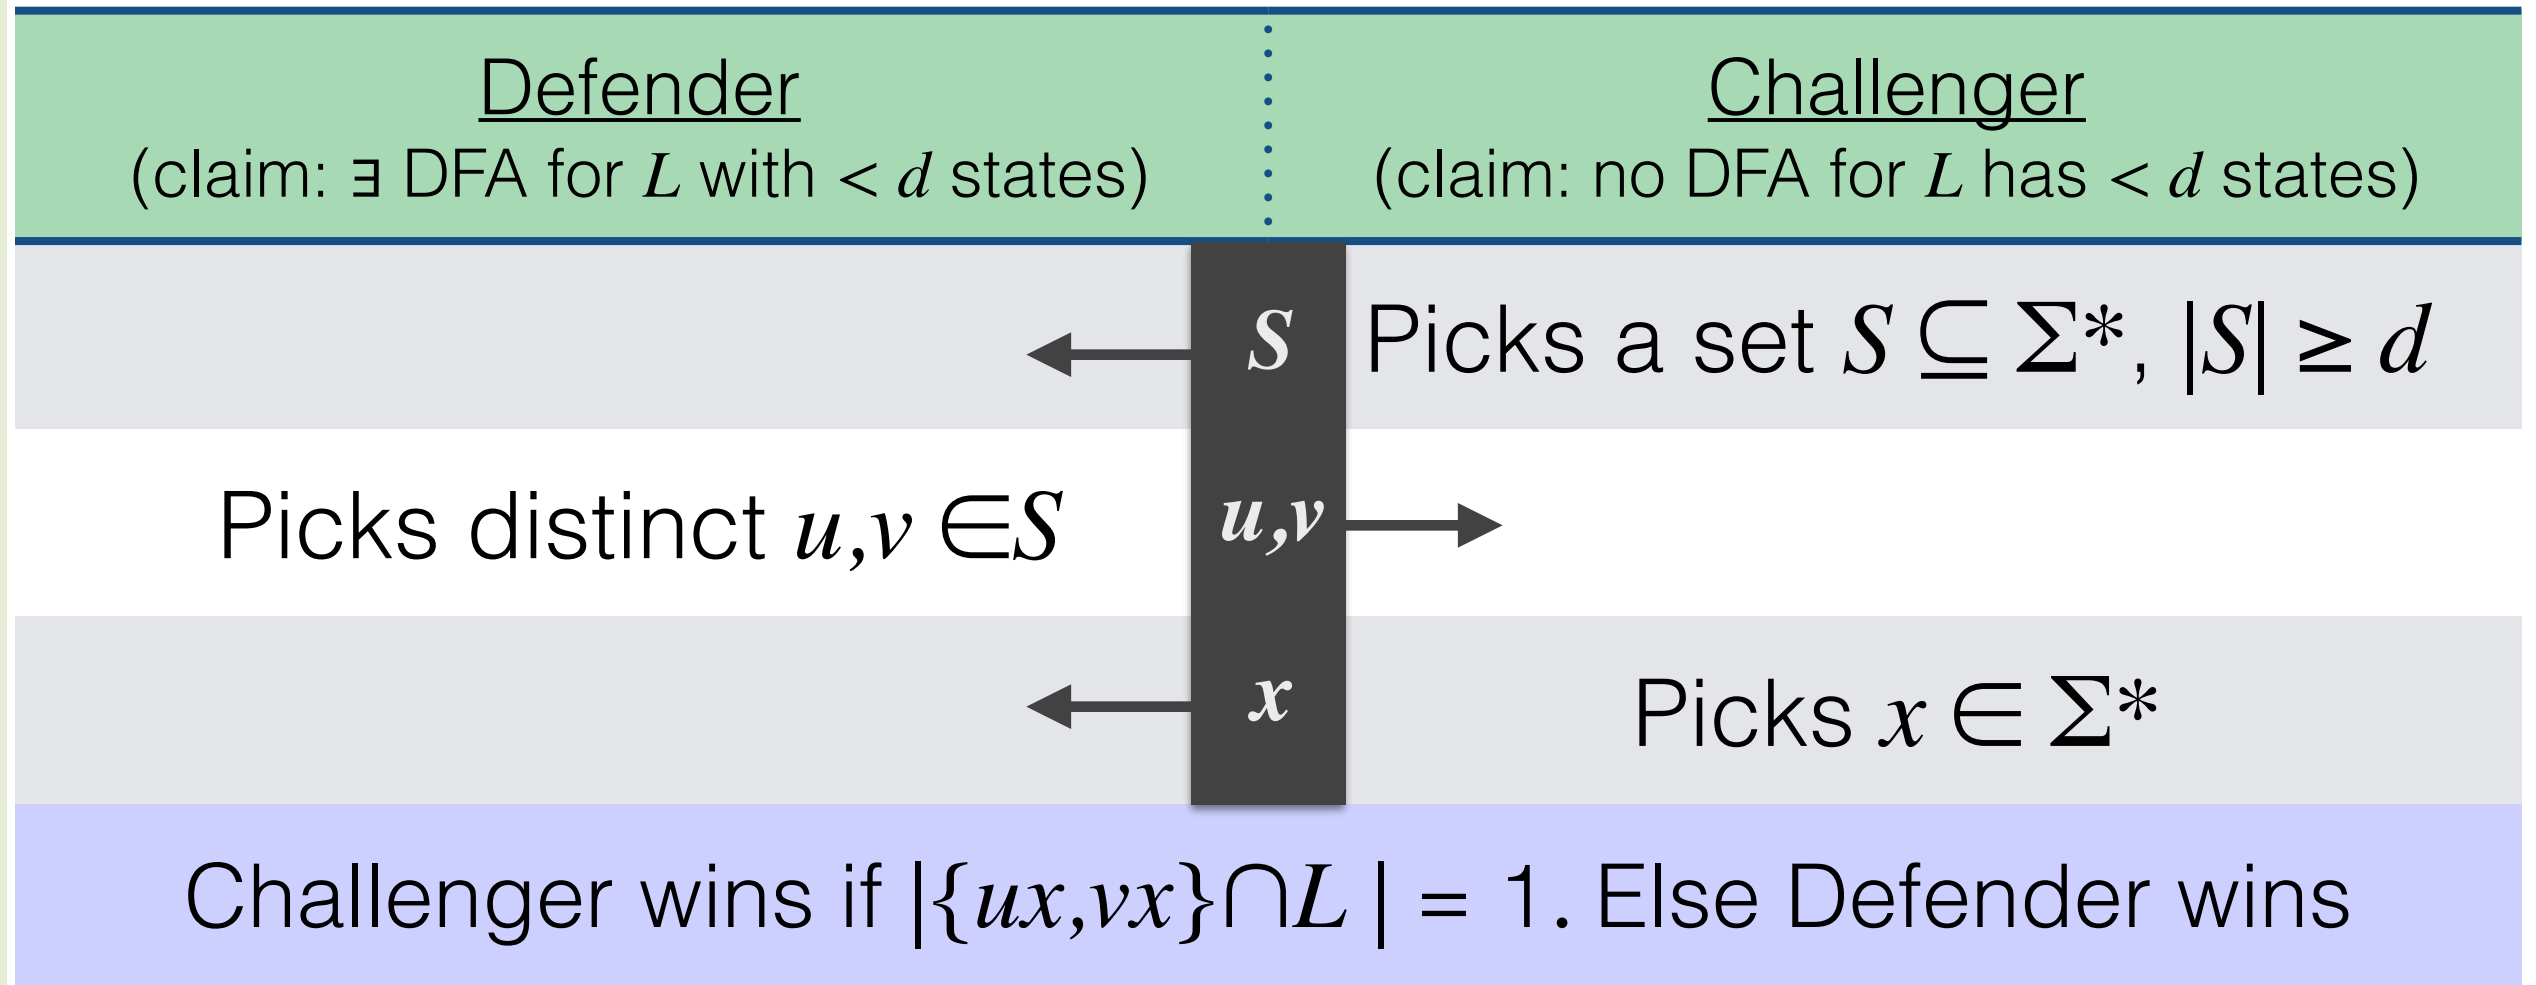 Defender
(claim: ∃ DFA for L with < d states)
Challenger
(claim: no DFA for L has < d states)
S
Picks a set S ⊆ Σ*, |S| ≥ d
Picks distinct u,v ∈S
u,v
x
Picks x ∈ Σ*
Challenger wins if |{ux,vx}∩L | = 1. Else Defender wins